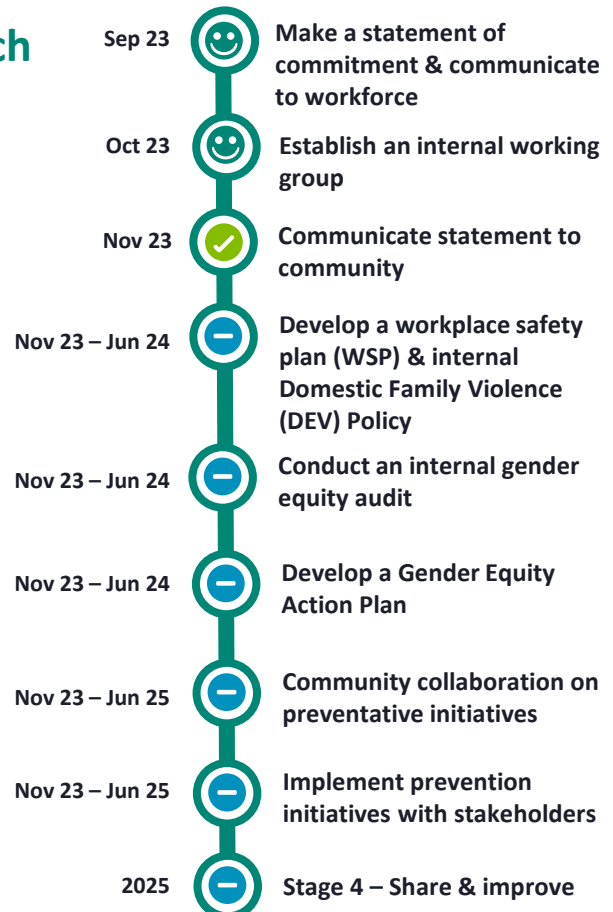 ch
Sep 23
Make a statement of
commitment & communicate
to workforce
Oct 23
Establish an internal working
group
Nov 23
Communicate statement to
community
Nov 23 – Jun 24
Develop a workplace safety
plan (WSP) & internal
Domestic Family Violence
(DEV) Policy
Nov 23 – Jun 24
Conduct an internal gender
equity audit
Nov 23 – Jun 24
Develop a Gender Equity
Action Plan
Nov 23 – Jun 25
Community collaboration on
preventative initiatives
Nov 23 – Jun 25
Implement prevention
initiatives with stakeholders
2025
Stage 4 – Share & improve